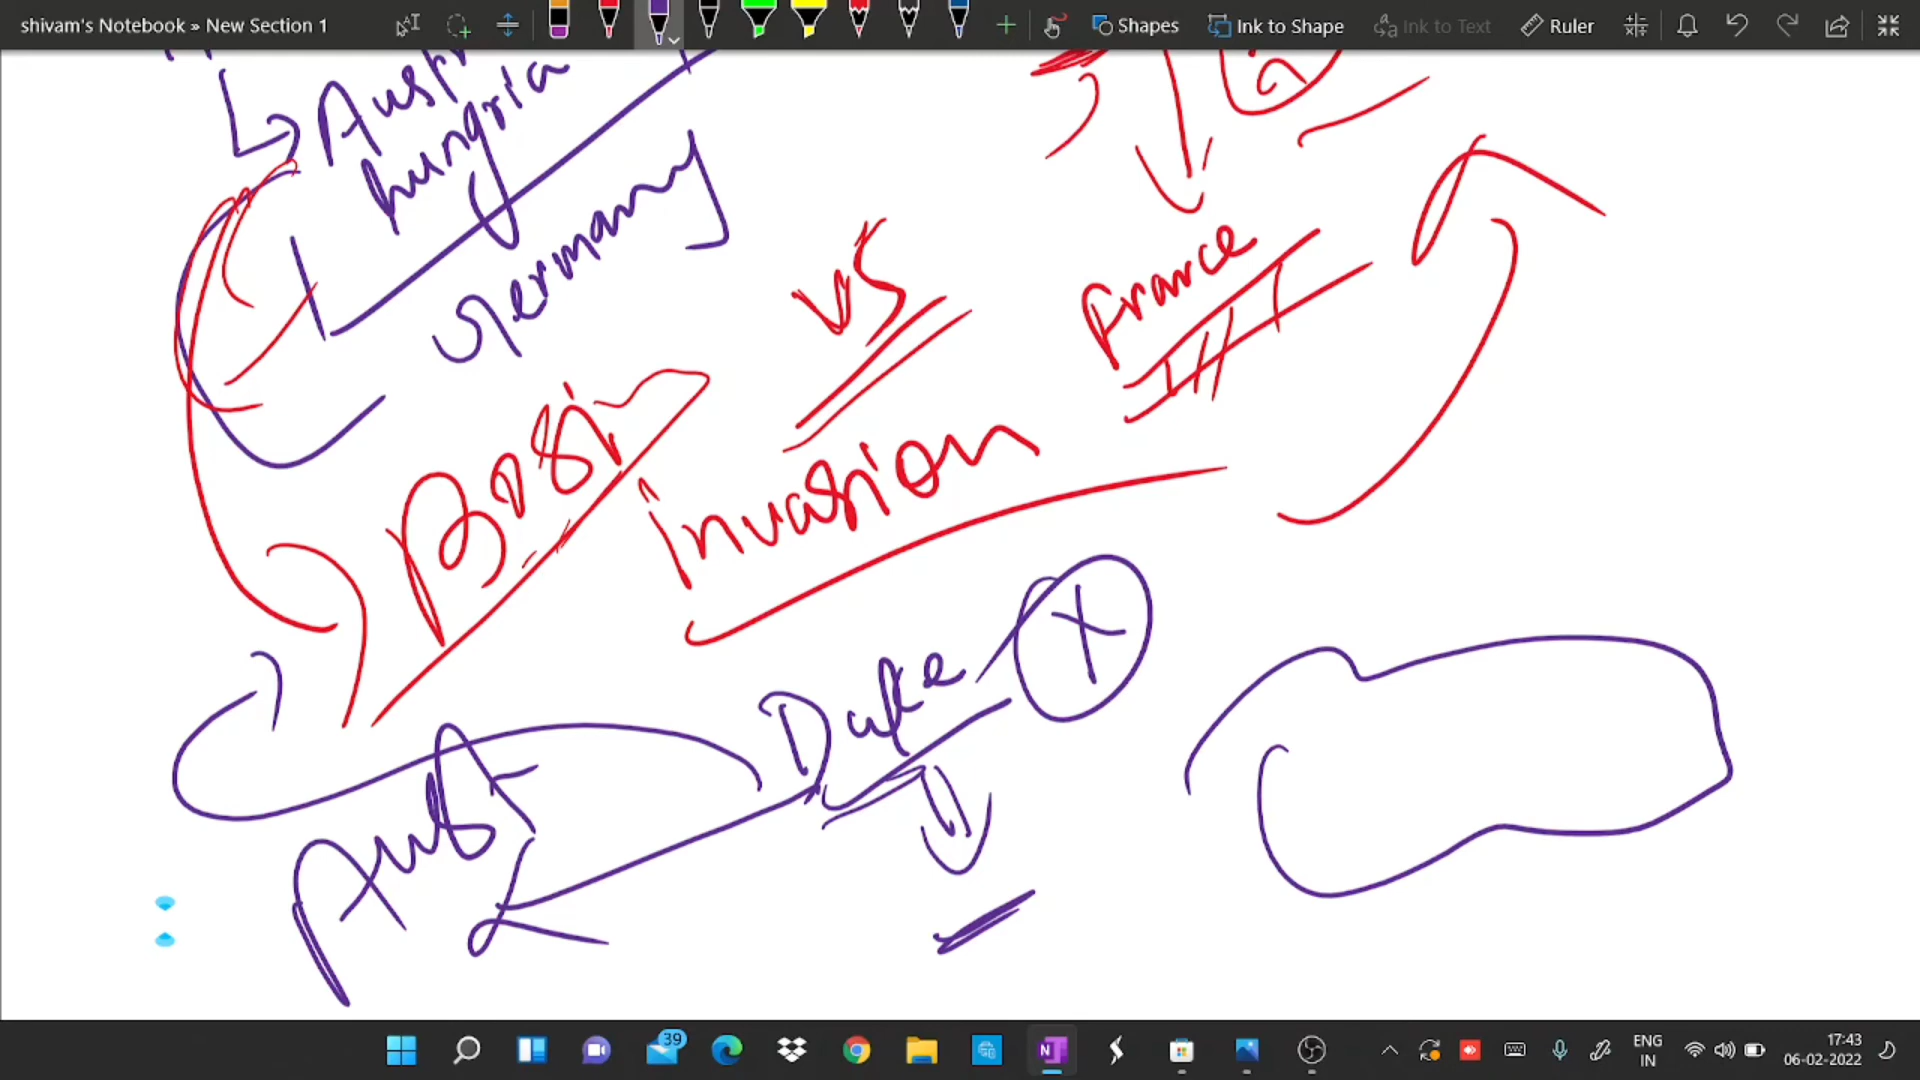 shivam's Notebook » New Section 1
Shapes
Ink to Shape
Ink to Text
Ruler
hungria
Germany
vs
France
Bosi
invasion
Duke
X
Aust
39
ENG
IN
17:43
06-02-2022